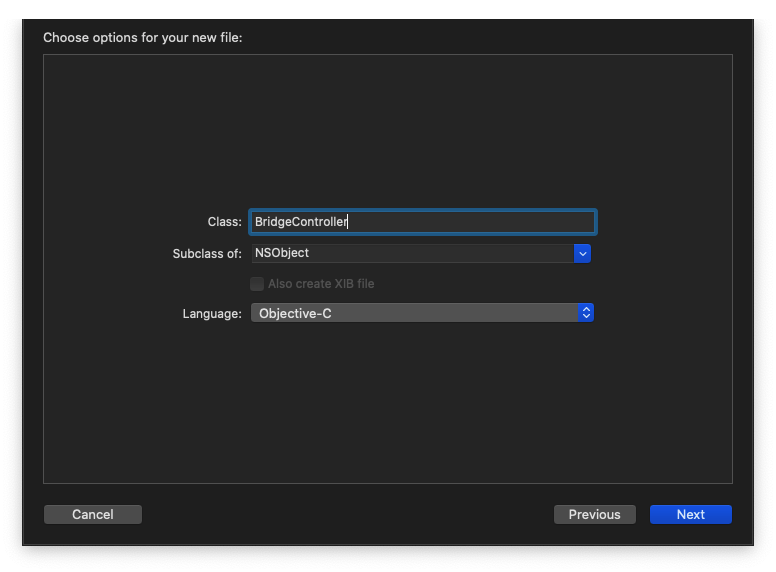 Choose options for your new file:
Class: BridgeController
Subclass of: NSObject
Also create XIB file
Language: Objective-C
Cancel Previous Next